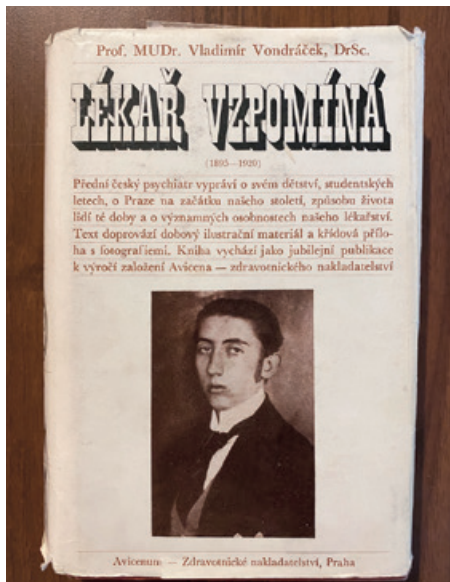 Prof. MUDr. Vladimír Vondráček, DrSc.
LÉKAŘ VZPOMÍNÁ
(1895—1920)
Přední český psychiatr vypráví o svém dětství, studentských
letech, o Praze na začátku našeho století, způsobu života
lidí té doby a o významných osobnostech našeho lékařství.
Text doprovází dobový ilustrační materiál a křídová přílo-
ha s fotografiemi. Kniha vychází jako jubilejní publikace
k výročí založení Avicena — zdravotnického nakladatelství
Avicenum — Zdravotnické nakladatelství, Praha